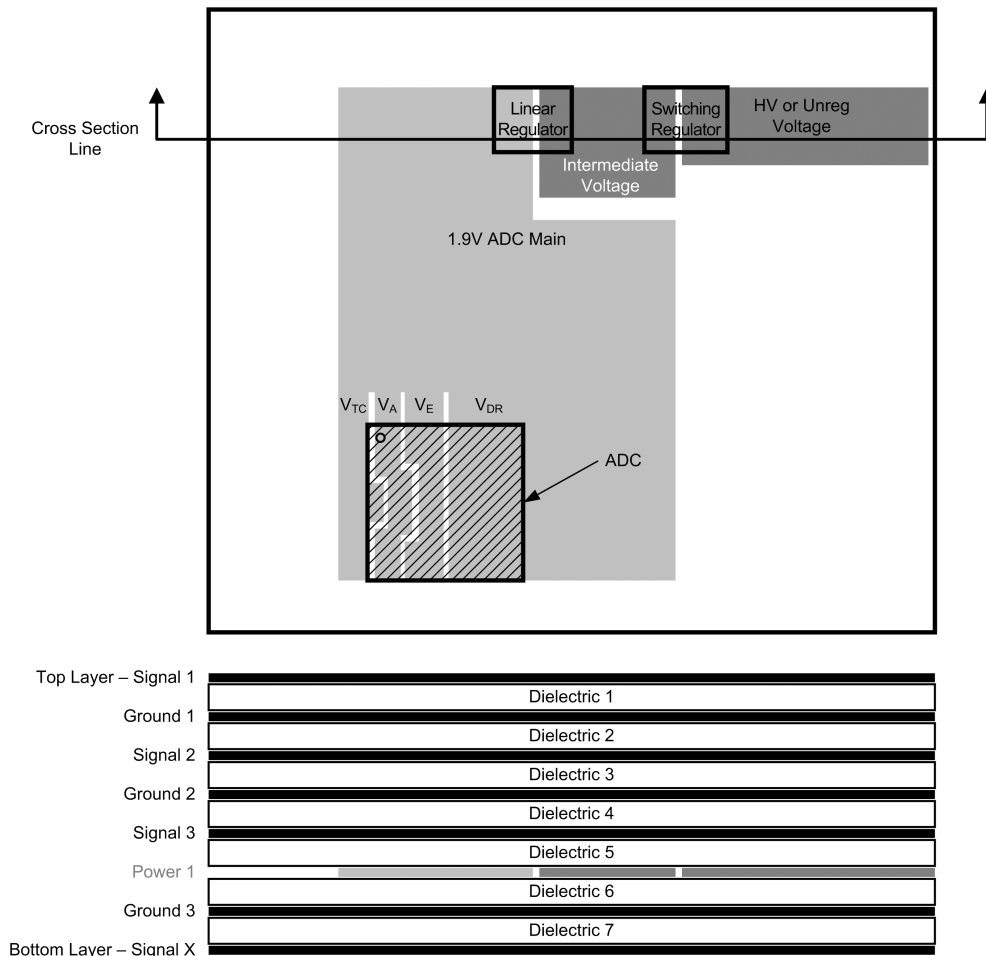 Linear
Regulator
Switching
Regulator
HV or Unreg
Voltage
Cross Section
Line
Intermediate
Voltage
1.9V ADC Main
VTC
VA
VE
VDR
ADC
Top Layer – Signal 1
Dielectric 1
Ground 1
Dielectric 2
Signal 2
Dielectric 3
Ground 2
Dielectric 4
Signal 3
Dielectric 5
Power 1
Dielectric 6
Ground 3
Dielectric 7
Bottom Layer – Signal X